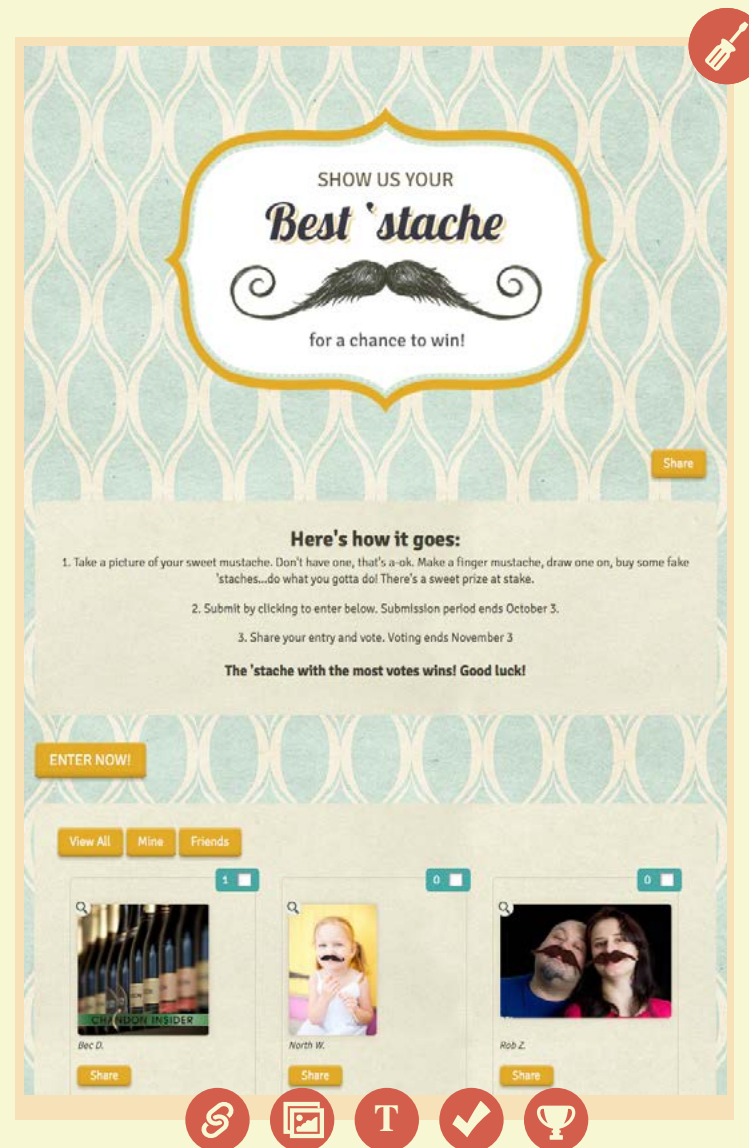 SHOW US YOUR
Best 'stache
for a chance to win!
Share
Here's how it goes:
1. Take a picture of your sweet mustache. Don't have one, that's a-ok. Make a finger mustache, draw one on, buy some fake
'staches...do what you gotta do! There's a sweet prize at stake.
2. Submit by clicking to enter below. Submission period ends October 3.
3. Share your entry and vote. Voting ends November 3
The 'stache with the most votes wins! Good luck!
ENTER NOW!
View All Mine Friends
1 0 0
CHANDON INSIDER
Bec D. North W. Rob Z.
Share Share Share
T